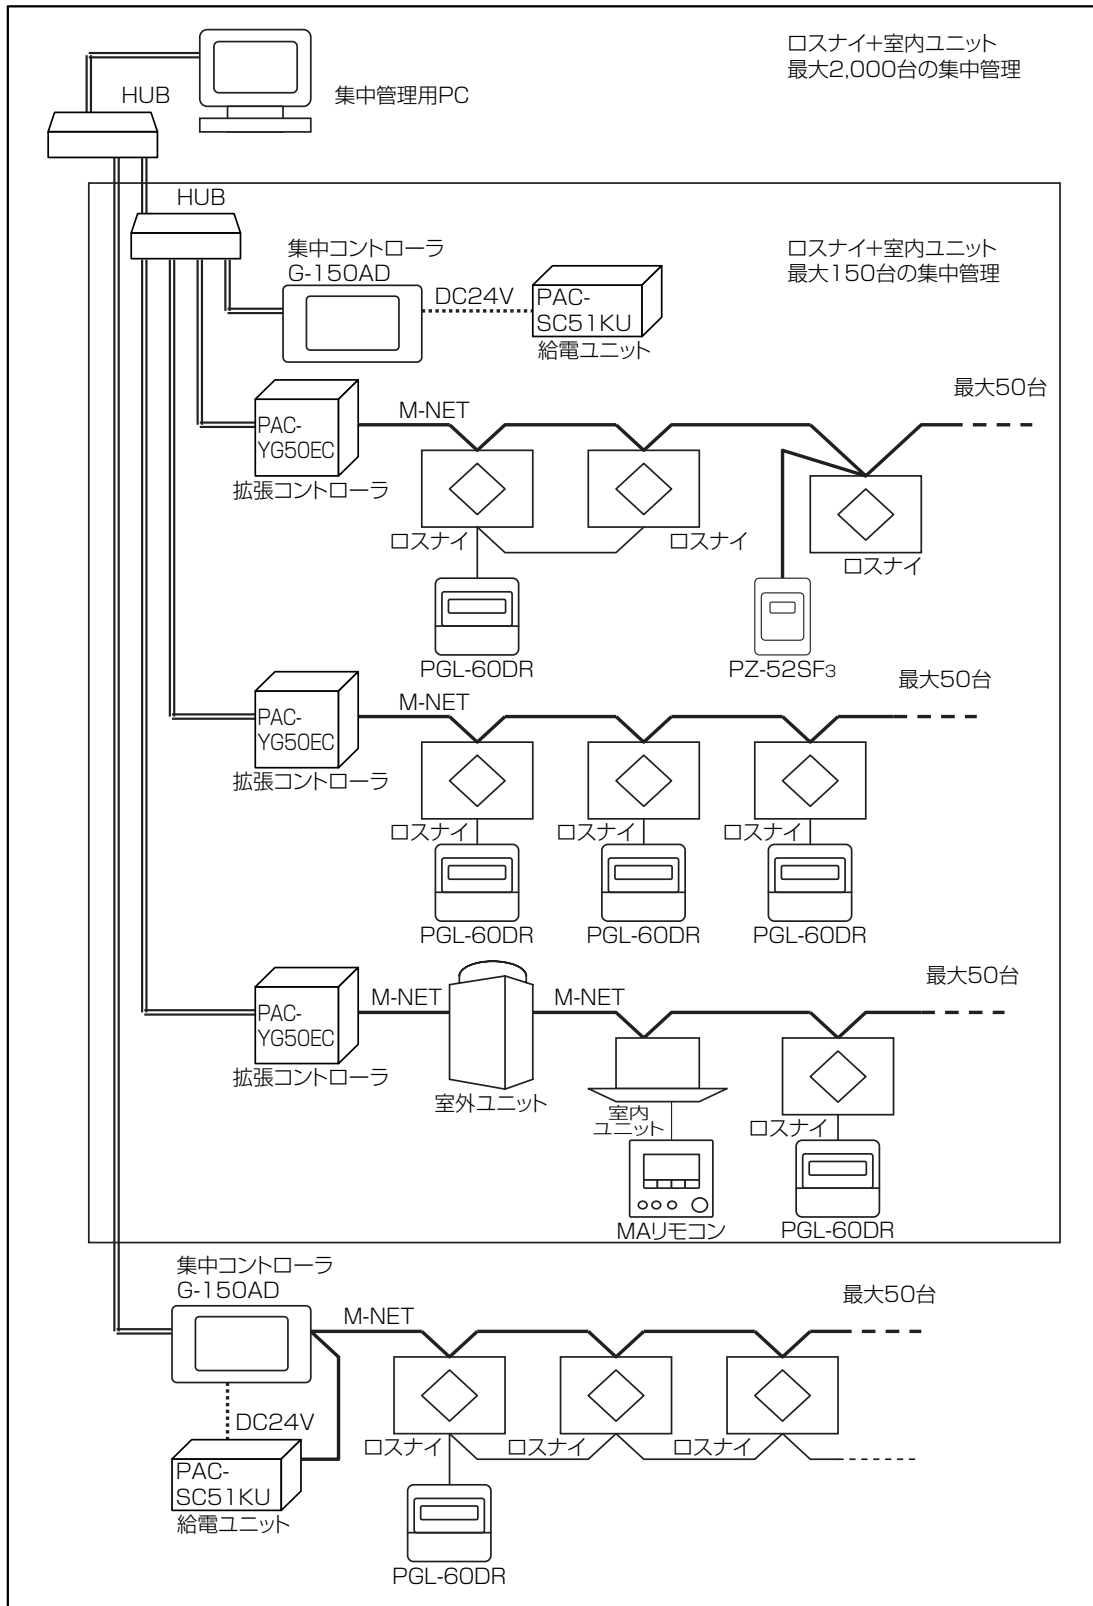 ロスナイ+室内ユニット
最大2,000台の集中管理
集中管理用PC
HUB
HUB
集中コントローラ
G-150AD
ロスナイ+室内ユニット
最大150台の集中管理
DC24V
PAC-
SC51KU
給電ユニット
最大50台
M-NET
PAC-
YG50EC
拡張コントローラ
ロスナイ
ロスナイ
ロスナイ
PGL-60DR
PZ-52SF3
最大50台
M-NET
PAC-
YG50EC
拡張コントローラ
ロスナイ
ロスナイ
ロスナイ
PGL-60DR
PGL-60DR
PGL-60DR
最大50台
M-NET
M-NET
PAC-
YG50EC
拡張コントローラ
室外ユニット
室内
ユニット
ロスナイ
MAリモコン
PGL-60DR
集中コントローラ
G-150AD
最大50台
M-NET
DC24V
ロスナイ
ロスナイ
ロスナイ
PAC-
SC51KU
給電ユニット
PGL-60DR